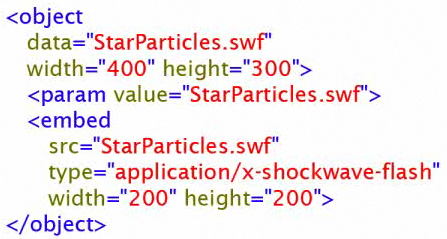 <object
data="StarParticles.swf"
width="400" height="300">
<param value="StarParticles.swf">
<embed
src="StarParticles.swf"
type="application/x-shockwave-flash"
width="200" height="200">
</object>